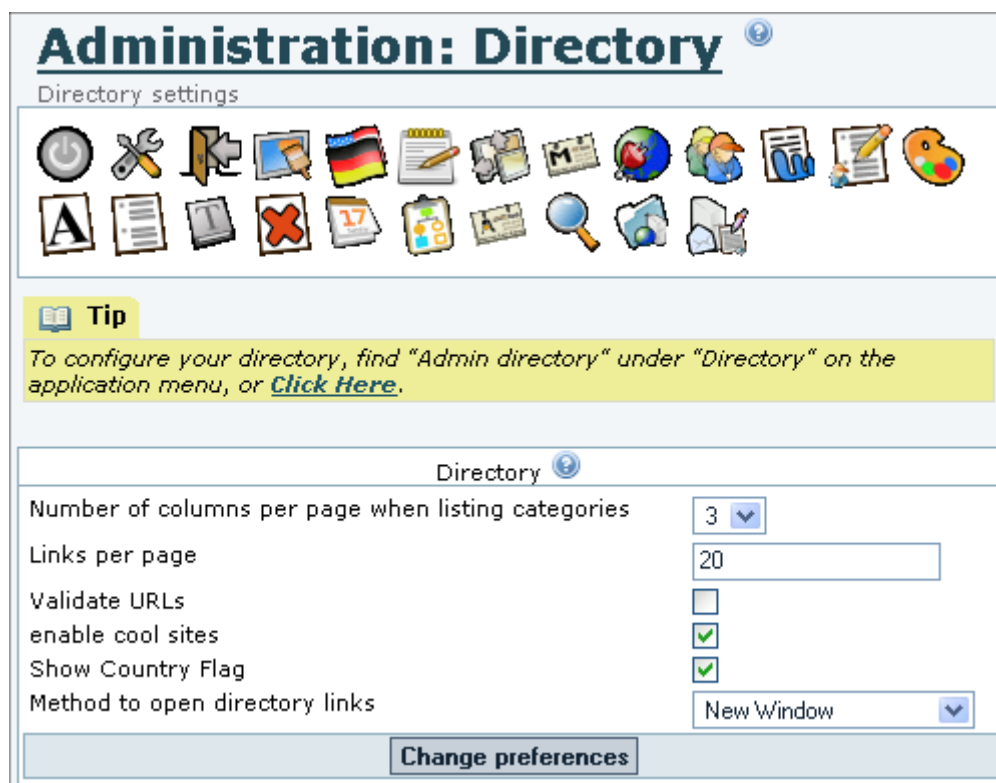 Administration: Directory
Directory settings
M
A
T
17
A
Tip
To configure your directory, find “Admin directory” under “Directory” on the
application menu, or Click Here.
Directory
Number of columns per page when listing categories
3
Links per page
20
Validate URLs
enable cool sites
Show Country Flag
Method to open directory links
New Window
Change preferences